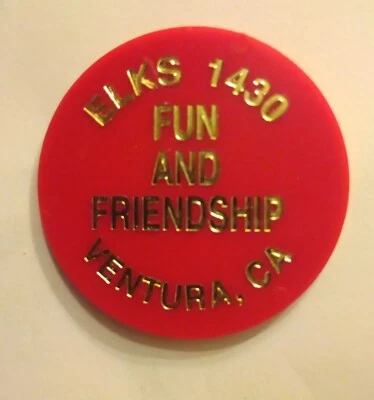 ELKS 1430
FUN
AND
FRIENDSHIP
VENTURA, CA